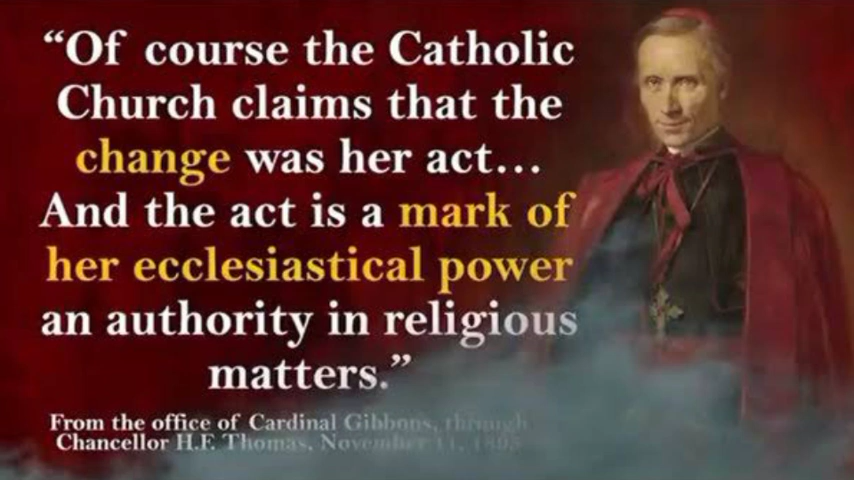 “Of course the Catholic
Church claims that the
change was her act...
And the act is a mark of
her ecclesiastical power
an authority in religious
matters.”
From the office of Cardinal Gibbons, through
Chancellor H.F. Thomas, November 11, 1895